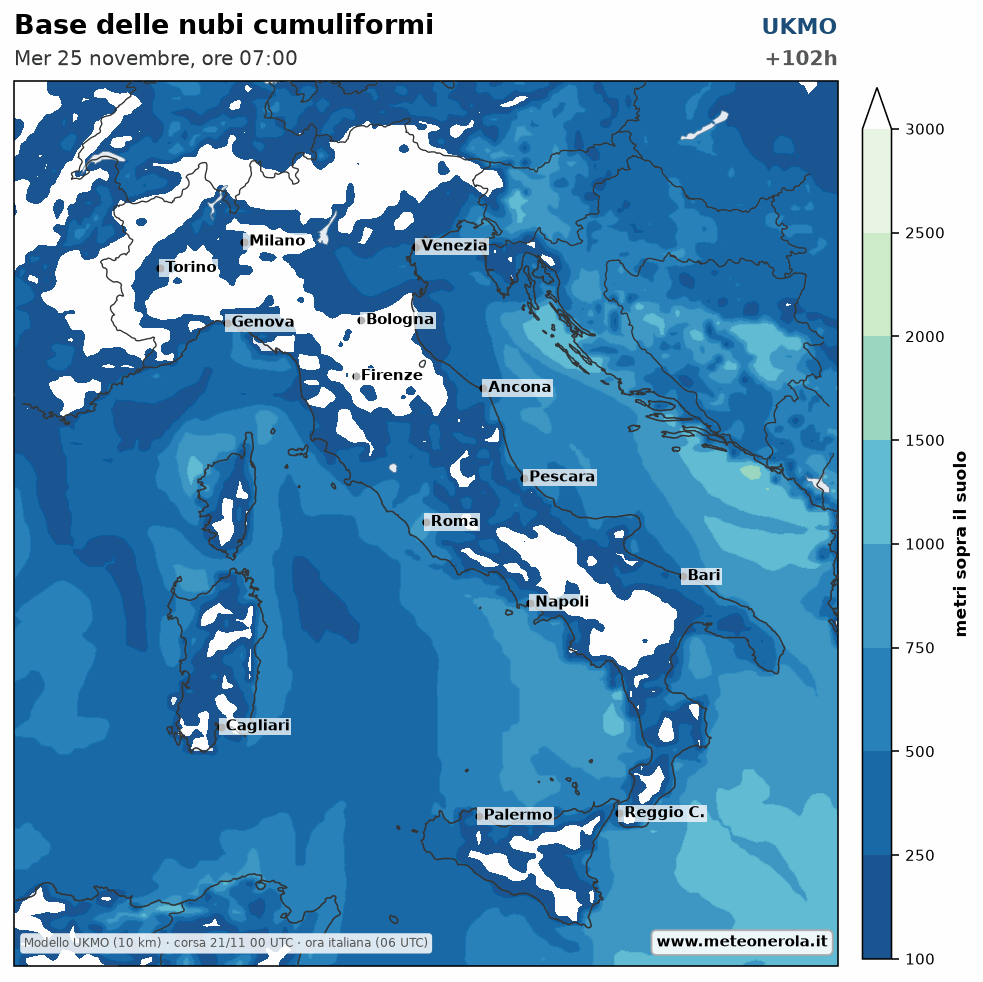 Base delle nubi cumuliformi
UKMO
Mer 25 novembre, ore 07:00
+102h
3000
2500
2000
1500
1000
750
500
250
100
metri sopra il suolo
Milano
Venezia
Torino
Genova
Bologna
Firenze
Ancona
Pescara
Roma
Bari
Napoli
Cagliari
Palermo
Reggio C.
Modello UKMO (10 km) · corsa 21/11 00 UTC · ora italiana (06 UTC)
www.meteonerola.it